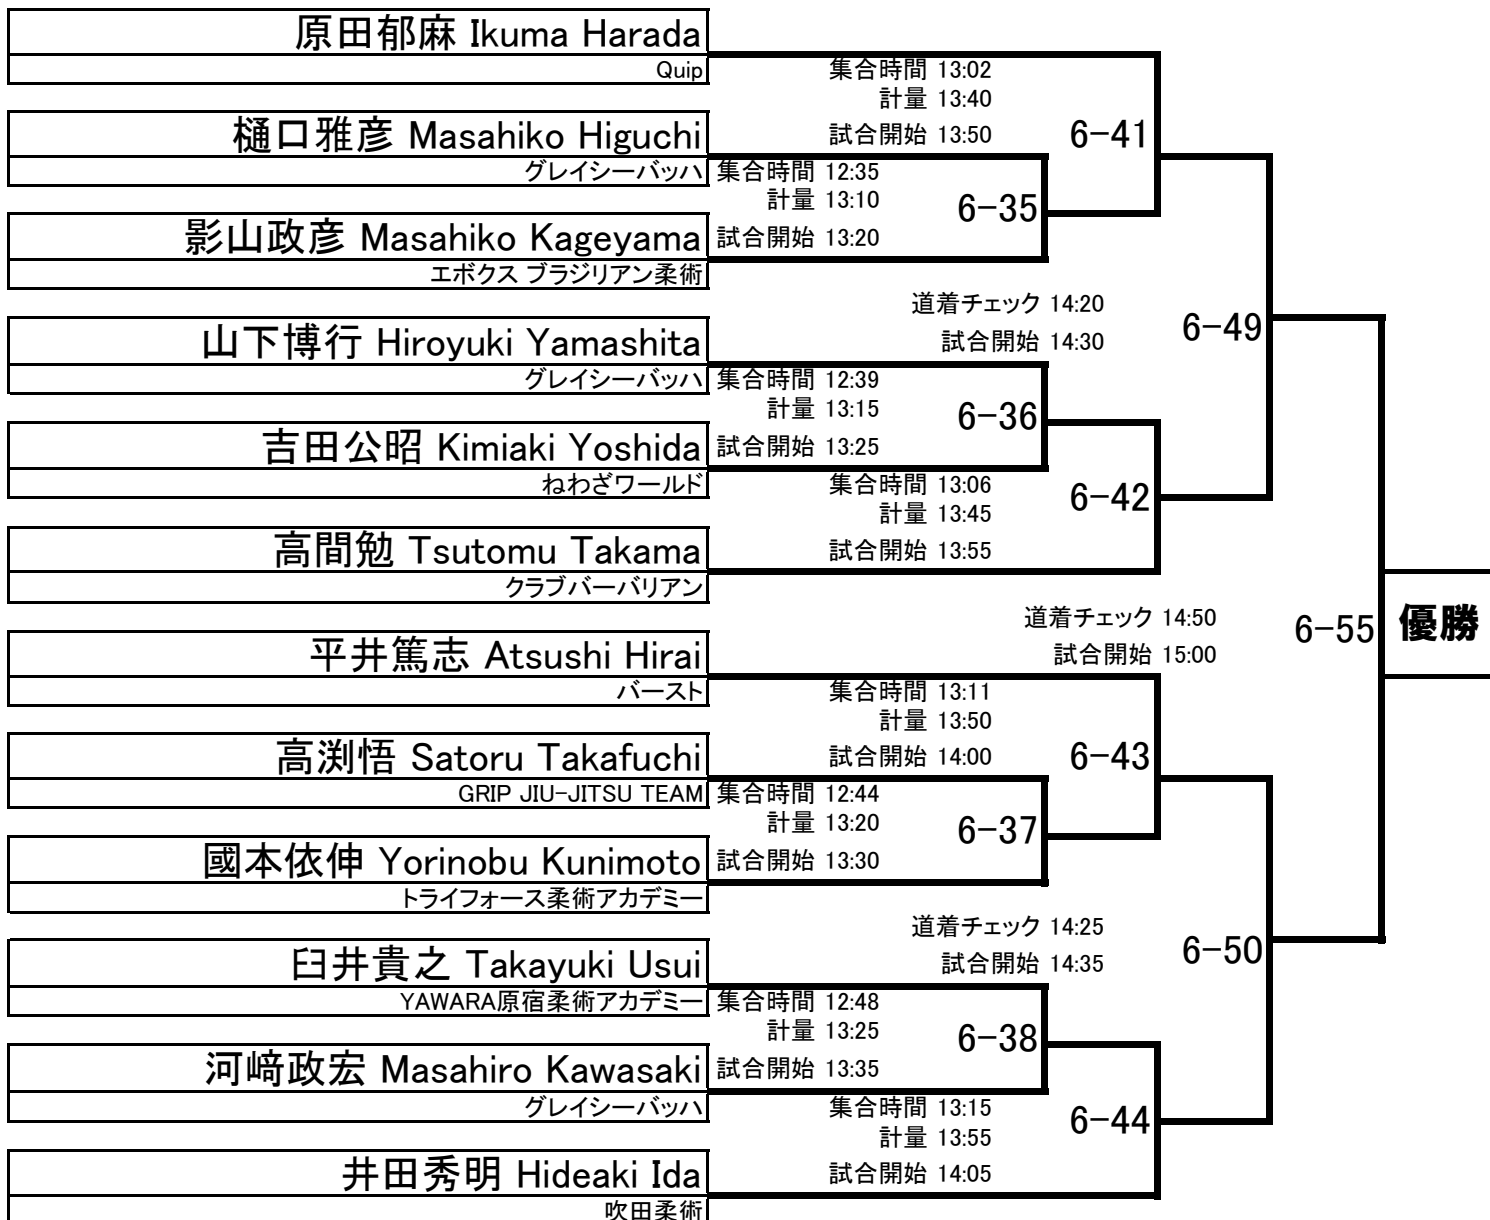 原田郁麻 Ikuma Harada
Quip
集合時間 13:02
計量 13:40
試合開始 13:50
6-41
樋口雅彦 Masahiko Higuchi
グレイシーバッハ
集合時間 12:35
計量 13:10
試合開始 13:20
6-35
影山政彦 Masahiko Kageyama
エボクス ブラジリアン柔術
道着チェック 14:20
試合開始 14:30
6-49
山下博行 Hiroyuki Yamashita
グレイシーバッハ
集合時間 12:39
計量 13:15
試合開始 13:25
6-36
吉田公昭 Kimiaki Yoshida
ねわざワールド
集合時間 13:06
計量 13:45
試合開始 13:55
6-42
高間勉 Tsutomu Takama
クラブバーバリアン
道着チェック 14:50
試合開始 15:00
6-55
優勝
平井篤志 Atsushi Hirai
バースト
集合時間 13:11
計量 13:50
試合開始 14:00
6-43
高渕悟 Satoru Takafuchi
GRIP JIU-JITSU TEAM
集合時間 12:44
計量 13:20
試合開始 13:30
6-37
國本依伸 Yorinobu Kunimoto
トライフォース柔術アカデミー
道着チェック 14:25
試合開始 14:35
6-50
臼井貴之 Takayuki Usui
YAWARA原宿柔術アカデミー
集合時間 12:48
計量 13:25
試合開始 13:35
6-38
河﨑政宏 Masahiro Kawasaki
グレイシーバッハ
集合時間 13:15
計量 13:55
試合開始 14:05
6-44
井田秀明 Hideaki Ida
吹田柔術